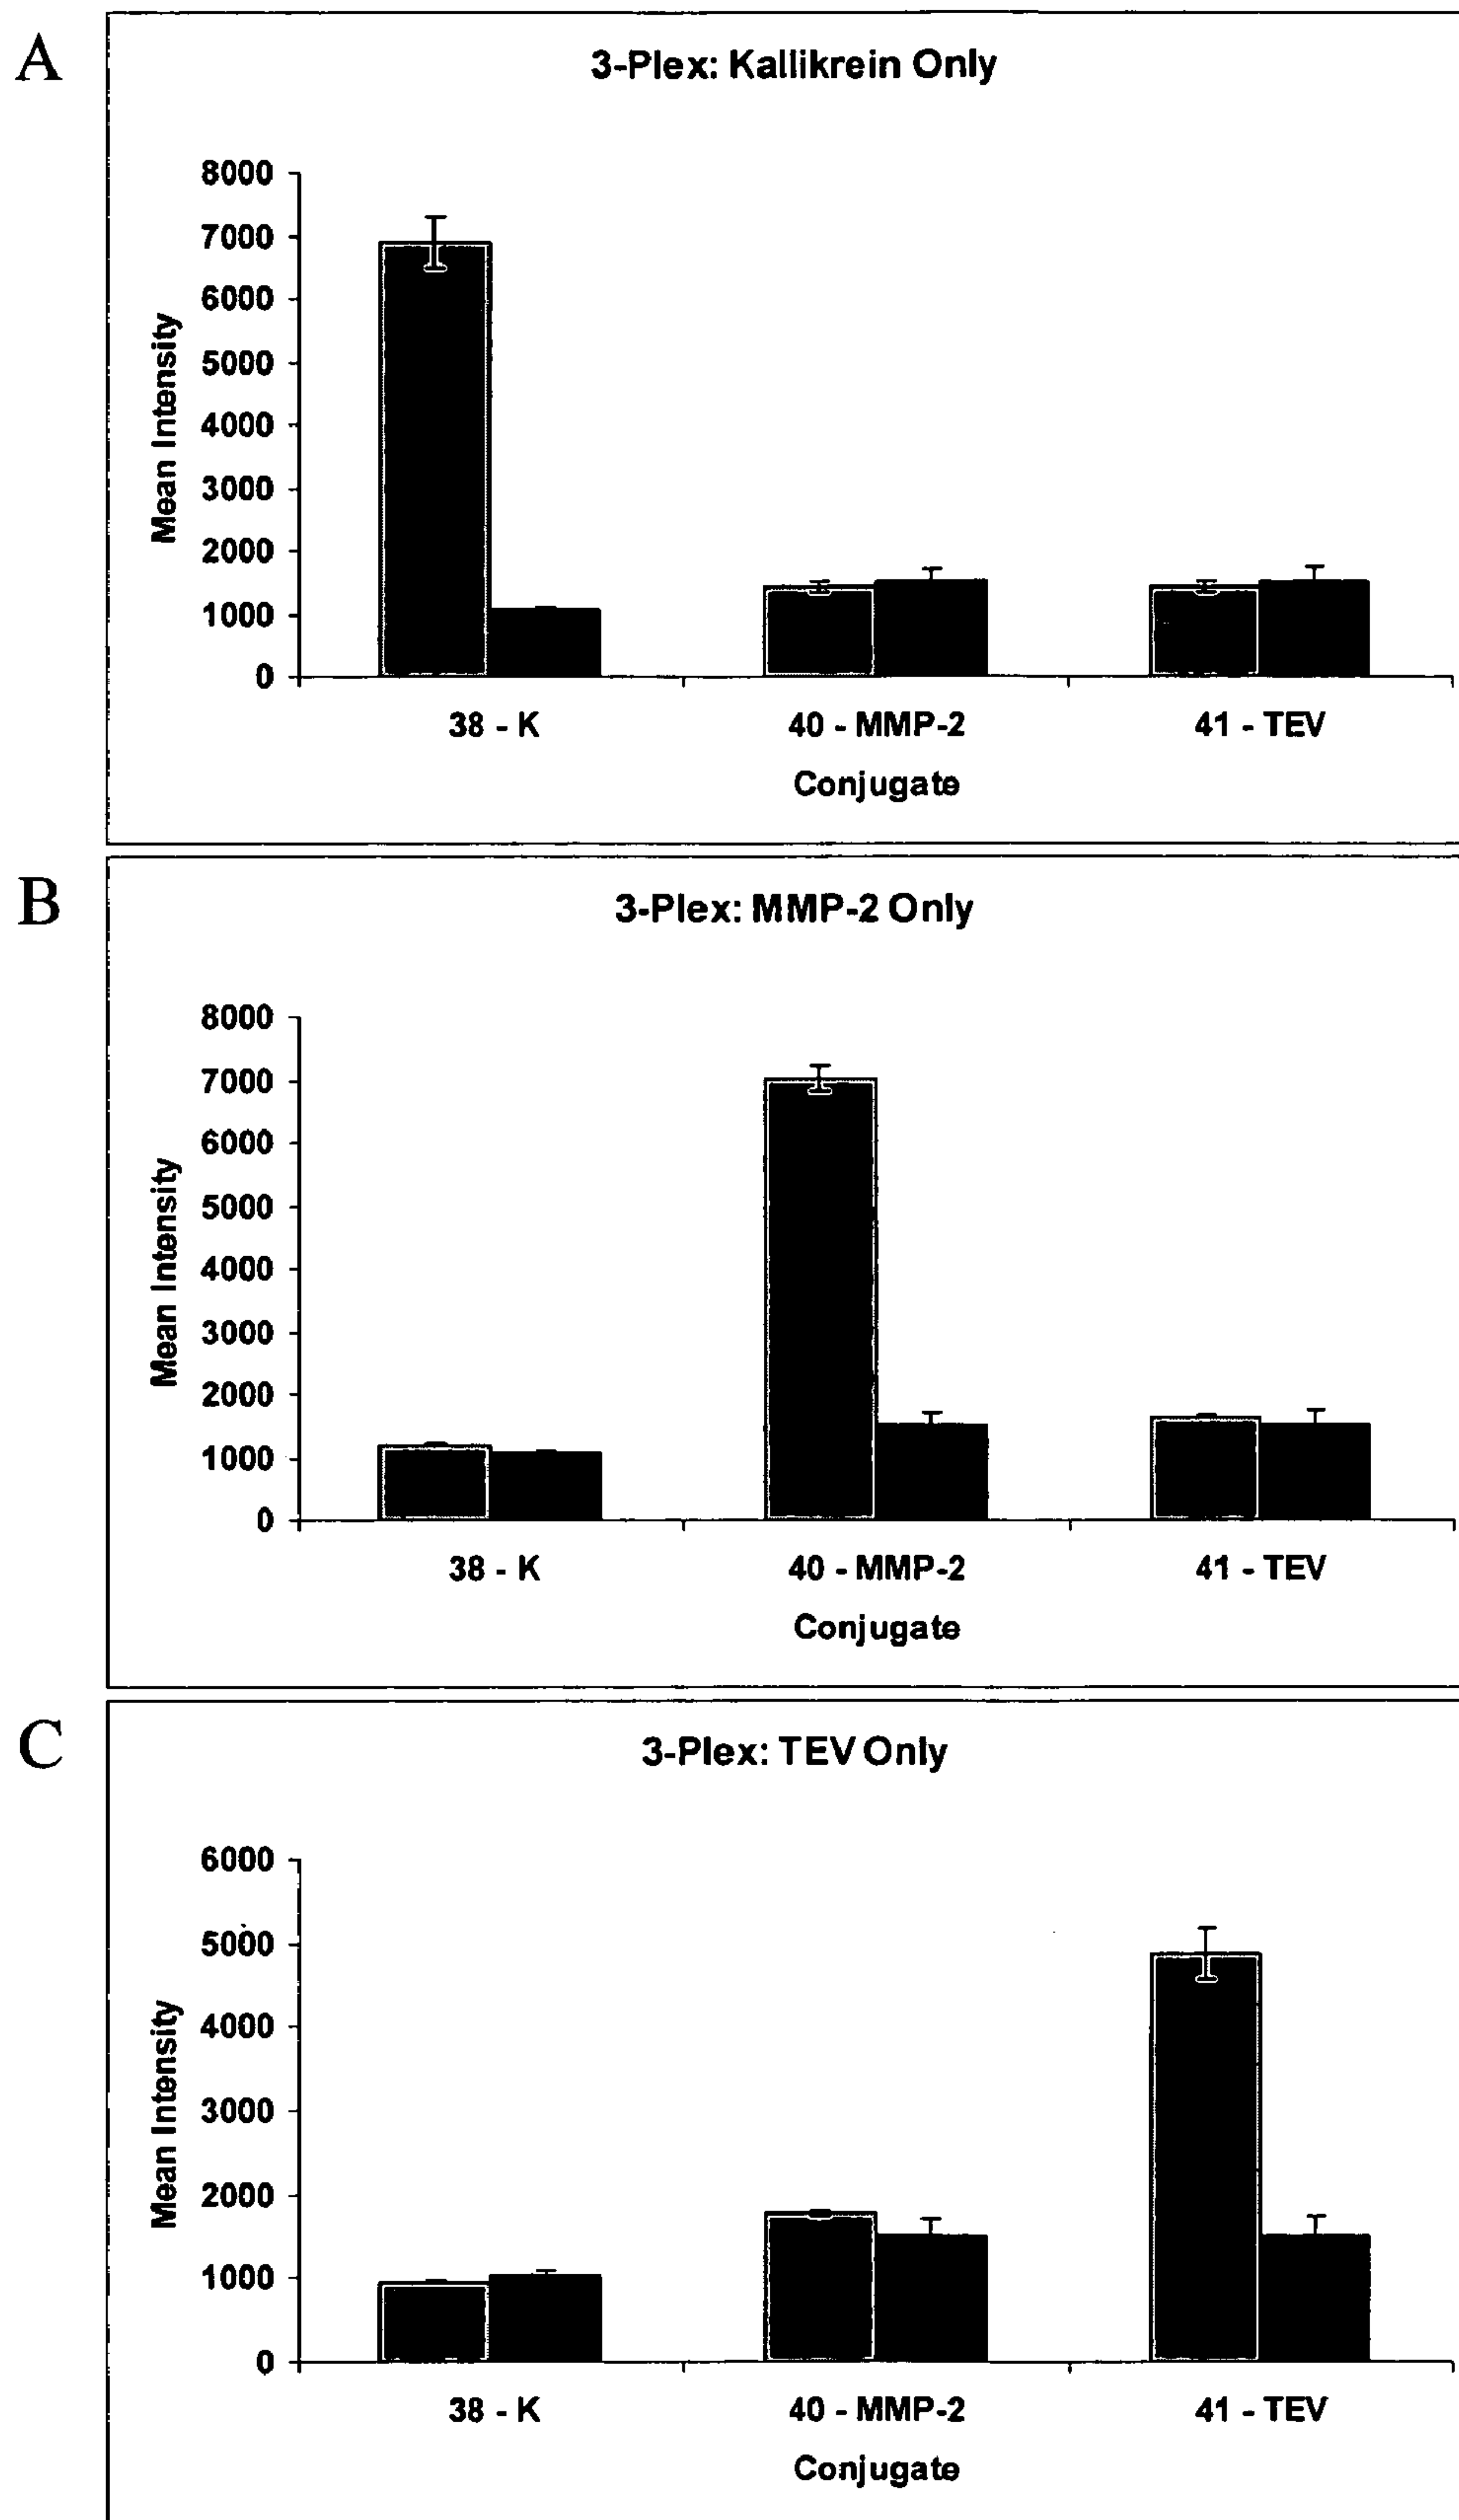 A
3-Plex: Kallikrein Only
8000
7000
6000
5000
4000
3000
2000
1000
0
Mean Intensity
38 - K
40 - MMP-2
41 - TEV
Conjugate
B
3-Plex: MMP-2 Only
8000
7000
6000
5000
4000
3000
2000
1000
0
Mean Intensity
38 - K
40 - MMP-2
41 - TEV
Conjugate
C
3-Plex: TEV Only
6000
5000
4000
3000
2000
1000
0
Mean Intensity
38 - K
40 - MMP-2
41 - TEV
Conjugate